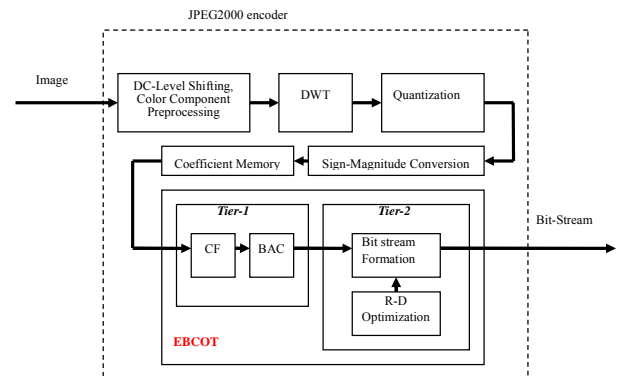 JPEG2000 encoder
Image
DC-Level Shifting,
Color Component
Preprocessing
DWT
Quantization
Coefficient Memory
Sign-Magnitude Conversion
Tier-1
Tier-2
Bit-Stream
CF
BAC
Bit stream
Formation
R-D
Optimization
EBCOT